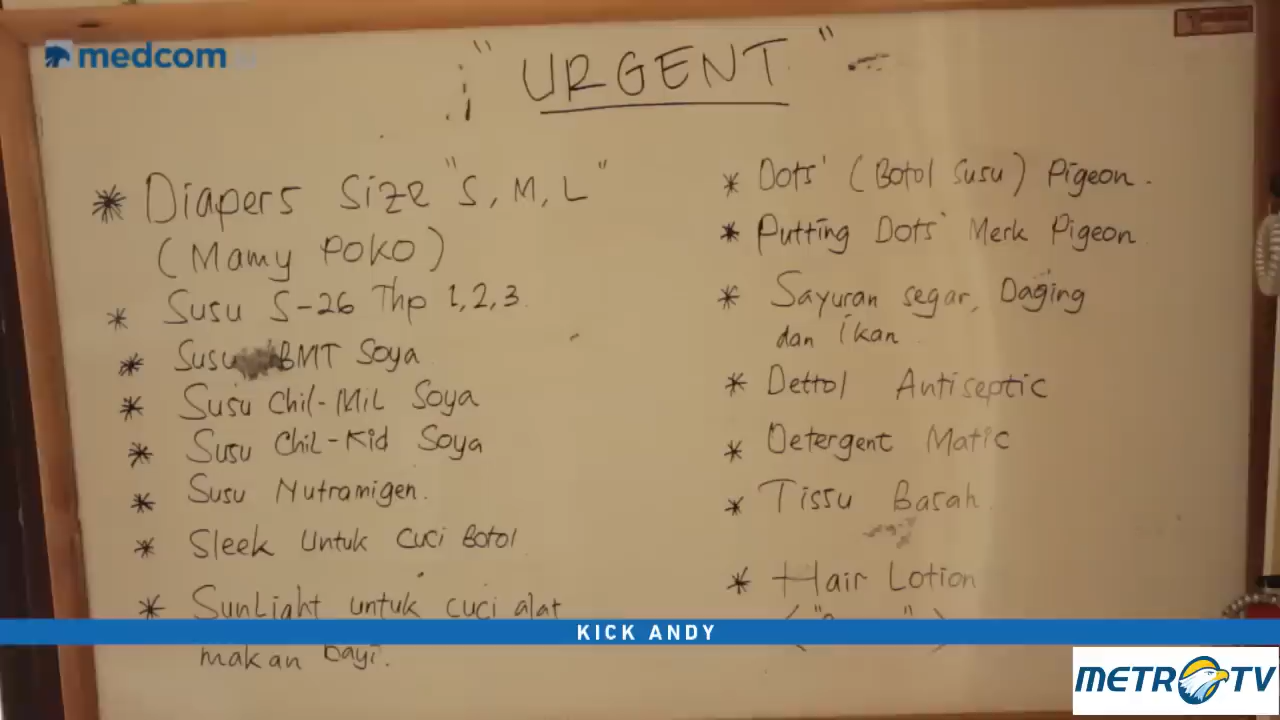 medcom
"URGENT"
* Diapers Size "S, M, L"
(Mamy POKO)
* Susu S-26 Thp 1,2,3
* Susu BMT Soya
* Susu Chil-Mil Soya
* Susu Chil-Kid Soya
* Susu Nutramigen.
* Sleek Untuk Cuci Botol
* Sunlight untuk cuci alat
makan bayi.
* Dots' (Botol Susu) Pigeon.
* Putting Dots' Merk Pigeon
* Sayuran segar, Daging
dan ikan
* Dettol Antiseptic
* Detergent Matic
* Tissu Basah
* Hair Lotion
KICK ANDY
METRO TV